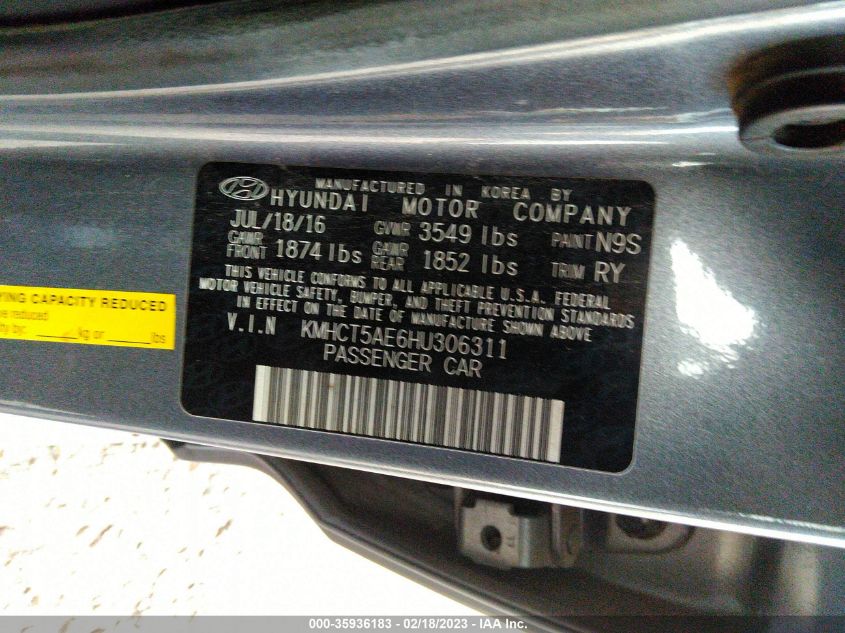 MANUFACTURED IN KOREA BY
HYUNDAI MOTOR COMPANY
JUL/18/16 GVWR 3549 lbs PAINT N9S
GAWR FRONT 1874 lbs GAWR REAR 1852 lbs TRIM RY
THIS VEHICLE CONFORMS TO ALL APPLICABLE U.S.A. FEDERAL
MOTOR VEHICLE SAFETY, BUMPER, AND THEFT PREVENTION STANDARDS
IN EFFECT ON THE DATE OF MANUFACTURE SHOWN ABOVE
V.I.N KMHCT5AE6HU306311
PASSENGER CAR
YING CAPACITY REDUCED
reduced
by: kg or lbs
000-35936183 - 02/18/2023 - IAA Inc.